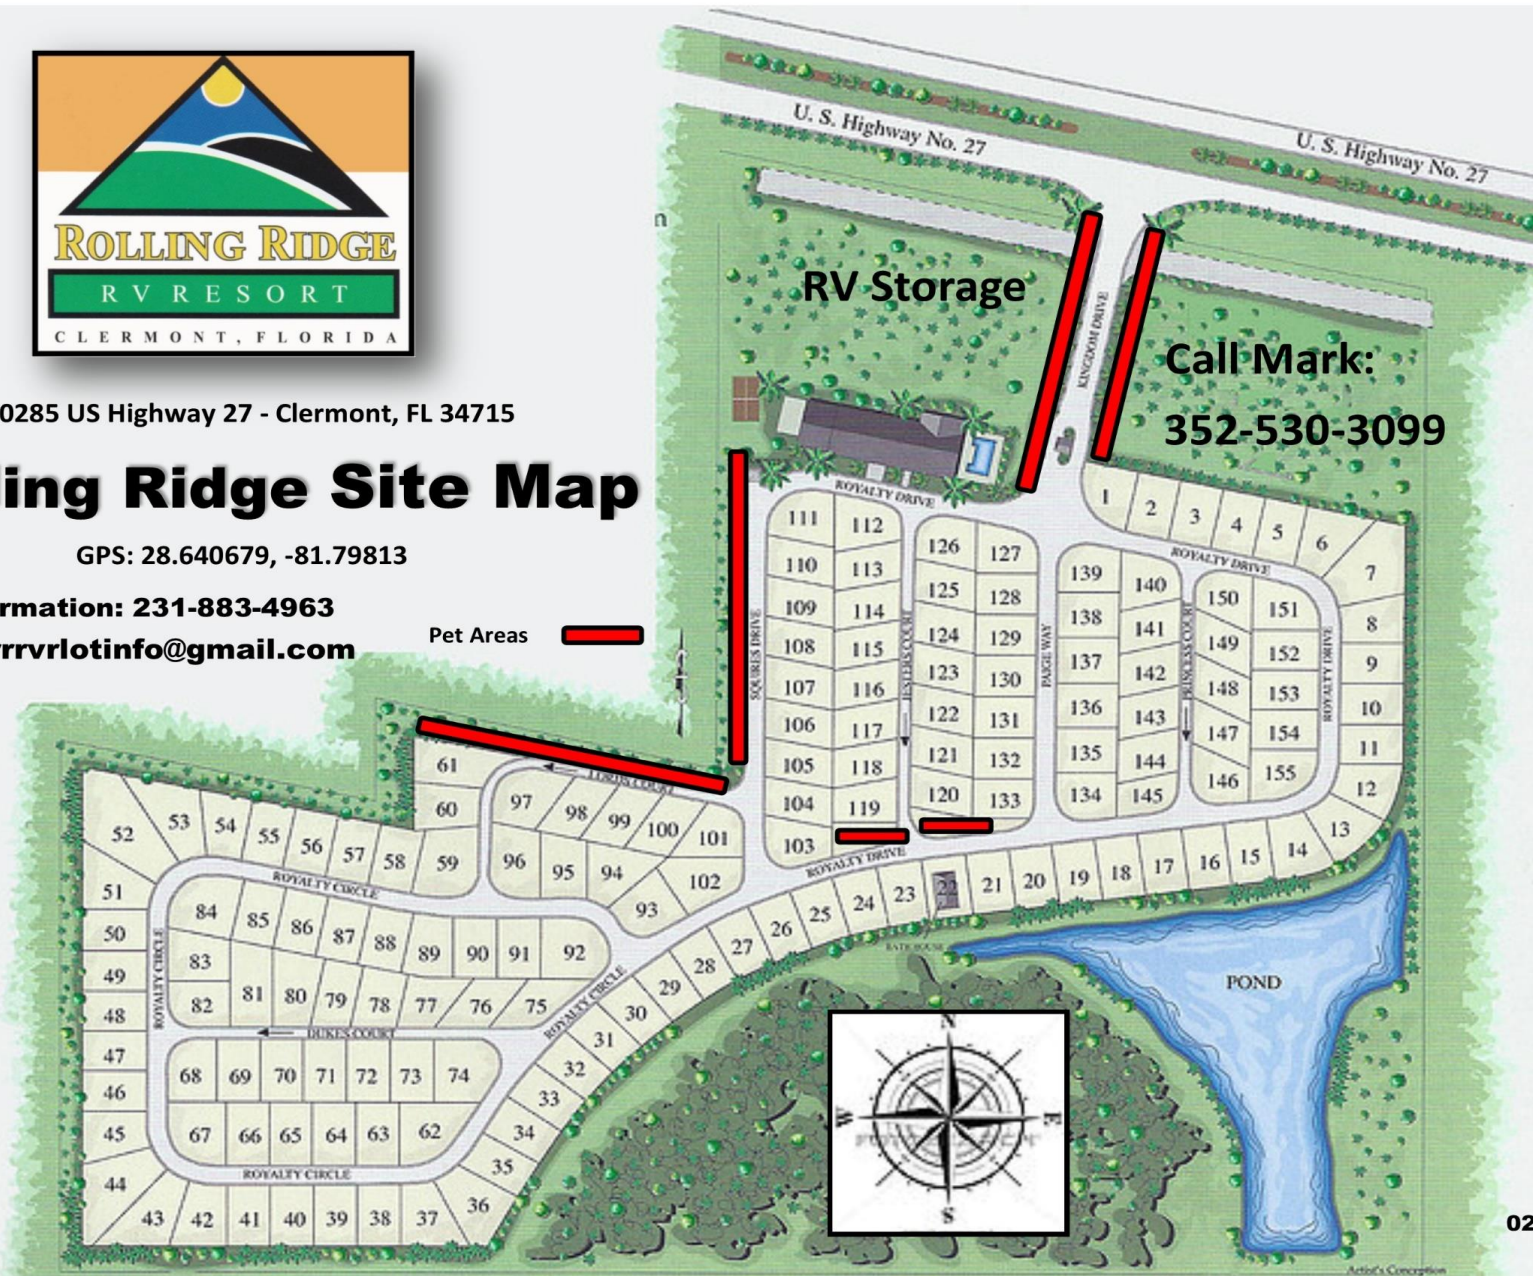 U. S. Highway No. 27
U. S. Highway No. 27
ROLLING RIDGE
RV RESORT
CLERMONT, FLORIDA
n
RV Storage
KINGDOM DRIVE
Call Mark:
352-530-3099
0285 US Highway 27 - Clermont, FL 34715
ling Ridge Site Map
GPS: 28.640679, -81.79813
rmation: 231-883-4963
rrrvrlotinfo@gmail.com
Pet Areas
ROYALTY DRIVE
1 2 3 4 5 6 7 8 9 10 11 12 13
ROYALTY DRIVE
ROYALTY DRIVE
SQUIRES DRIVE
111 112
110 113
109 114
108 115
107 116
106 117
105 118
104 119
103
JESTERS COURT
126 127
125 128
124 129
123 130
122 131
121 132
120 133
PAIGE WAY
139 140
138 141
137 142
136 143
135 144
134 145
PRINCESS COURT
150 151
149 152
148 153
147 154
146 155
ROYALTY DRIVE
14 15 16 17 18 19 20 21 22 23 24 25 26 27 28 29 30 31 32 33 34 35 36
BATH HOUSE
POND
LORDS COURT
61
60
97 98 99 100 101
96 95 94 102
93
52 53 54 55 56 57 58 59
51
50
49
48
47
46
45
44
ROYALTY CIRCLE
ROYALTY CIRCLE
ROYALTY CIRCLE
84 85 86 87 88 89 90 91 92
83
82 81 80 79 78 77 76 75
DUKES COURT
68 69 70 71 72 73 74
67 66 65 64 63 62
ROYALTY CIRCLE
43 42 41 40 39 38 37
N
W E
S
02
Artist's Conception